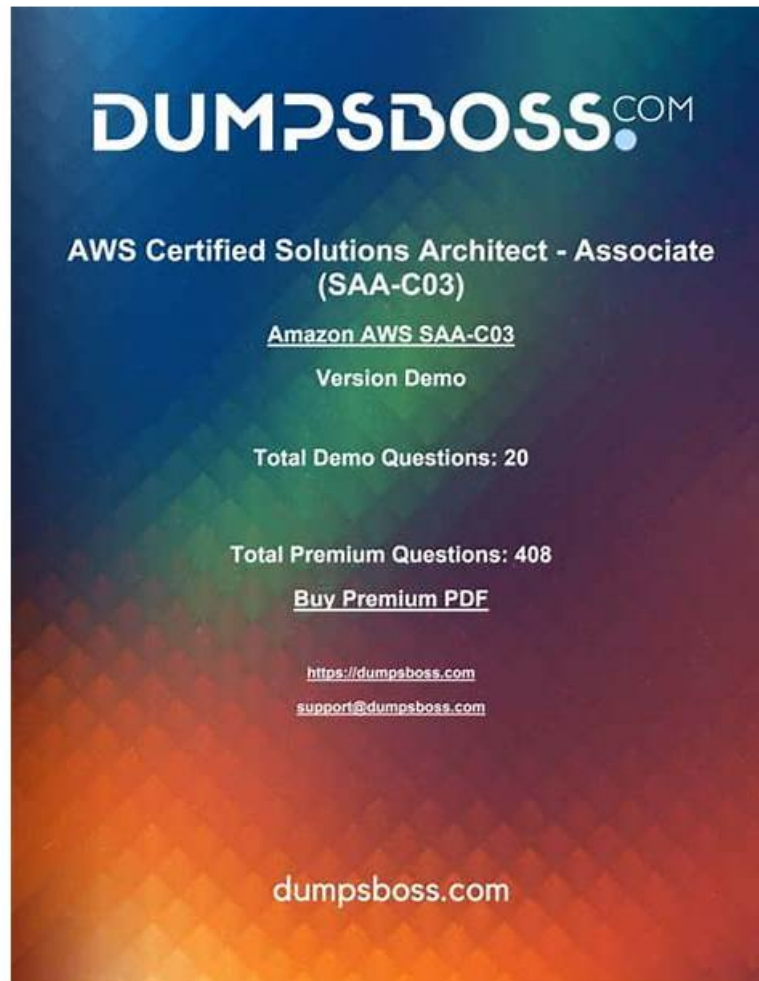 DUMPSBOSS.COM
AWS Certified Solutions Architect - Associate
(SAA-C03)
Amazon AWS SAA-C03
Version Demo
Total Demo Questions: 20
Total Premium Questions: 408
Buy Premium PDF
https://dumpsboss.com
support@dumpsboss.com
dumpsboss.com